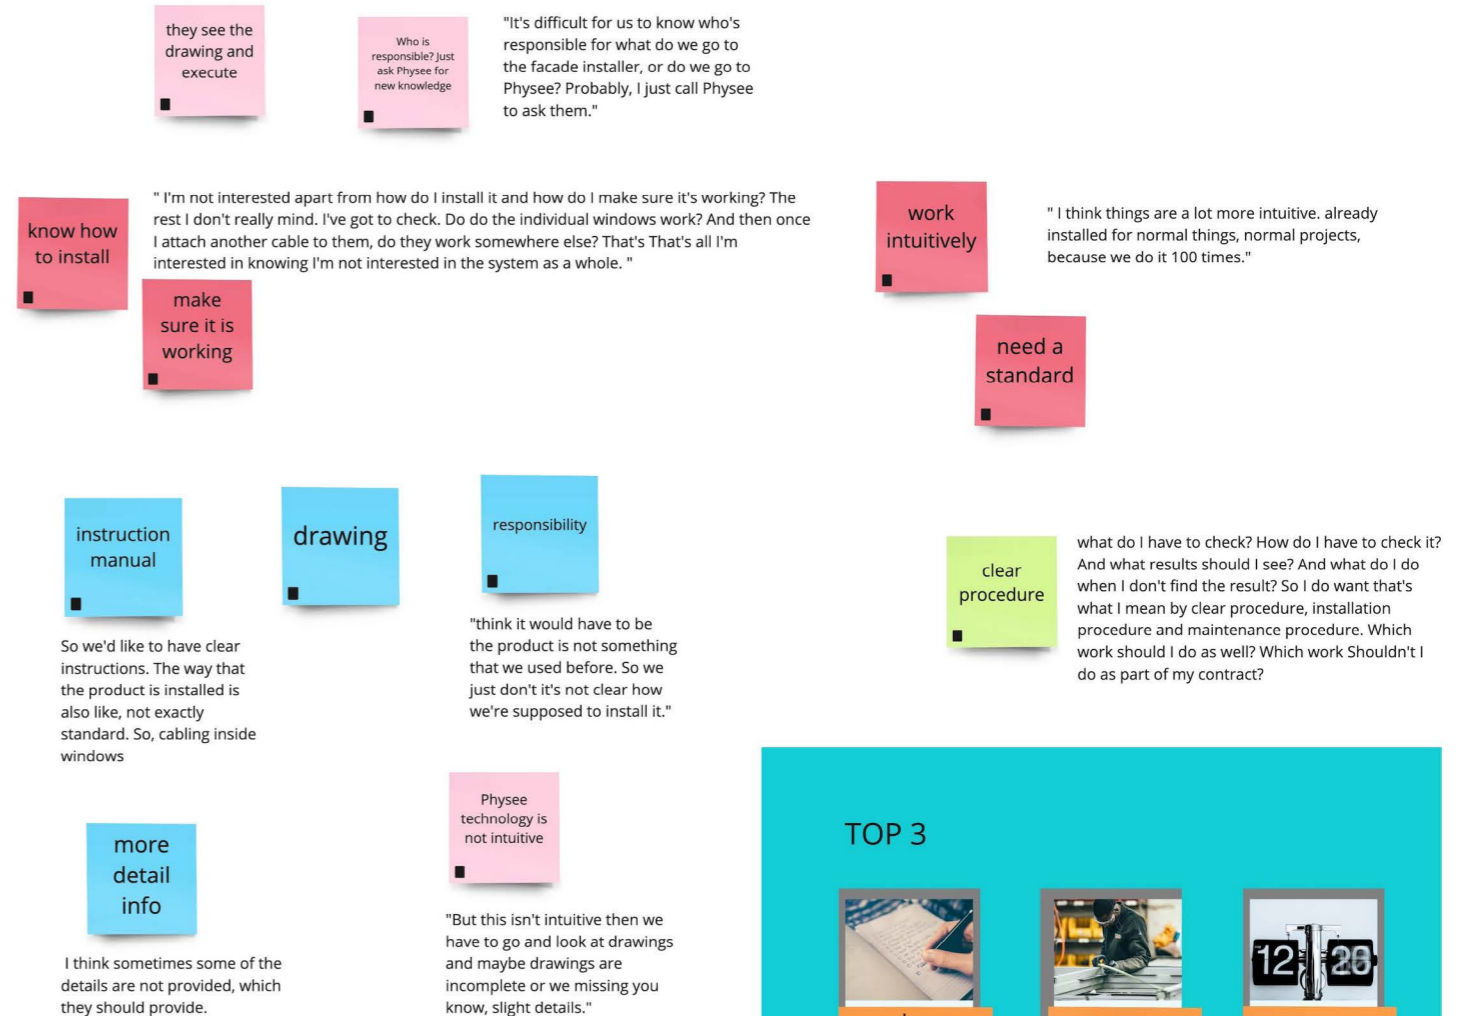 they see the
drawing and
execute
Who is
responsible? Just
ask Physee for
new knowledge
"It's difficult for us to know who's
responsible for what do we go to
the facade installer, or do we go to
Physee? Probably, I just call Physee
to ask them."
know how
to install
make
sure it is
working
" I'm not interested apart from how do I install it and how do I make sure it's working? The
rest I don't really mind. I've got to check. Do do the individual windows work? And then once
I attach another cable to them, do they work somewhere else? That's That's all I'm
interested in knowing I'm not interested in the system as a whole. "
work
intuitively
" I think things are a lot more intuitive. already
installed for normal things, normal projects,
because we do it 100 times."
need a
standard
instruction
manual
So we'd like to have clear
instructions. The way that
the product is installed is
also like, not exactly
standard. So, cabling inside
windows
drawing
responsibility
"think it would have to be
the product is not something
that we used before. So we
just don't it's not clear how
we're supposed to install it."
clear
procedure
what do I have to check? How do I have to check it?
And what results should I see? And what do I do
when I don't find the result? So I do want that's
what I mean by clear procedure, installation
procedure and maintenance procedure. Which
work should I do as well? Which work Shouldn't I
do as part of my contract?
more
detail
info
I think sometimes some of the
details are not provided, which
they should provide.
Physee
technology is
not intuitive
"But this isn't intuitive then we
have to go and look at drawings
and maybe drawings are
incomplete or we missing you
know, slight details."
TOP 3
12